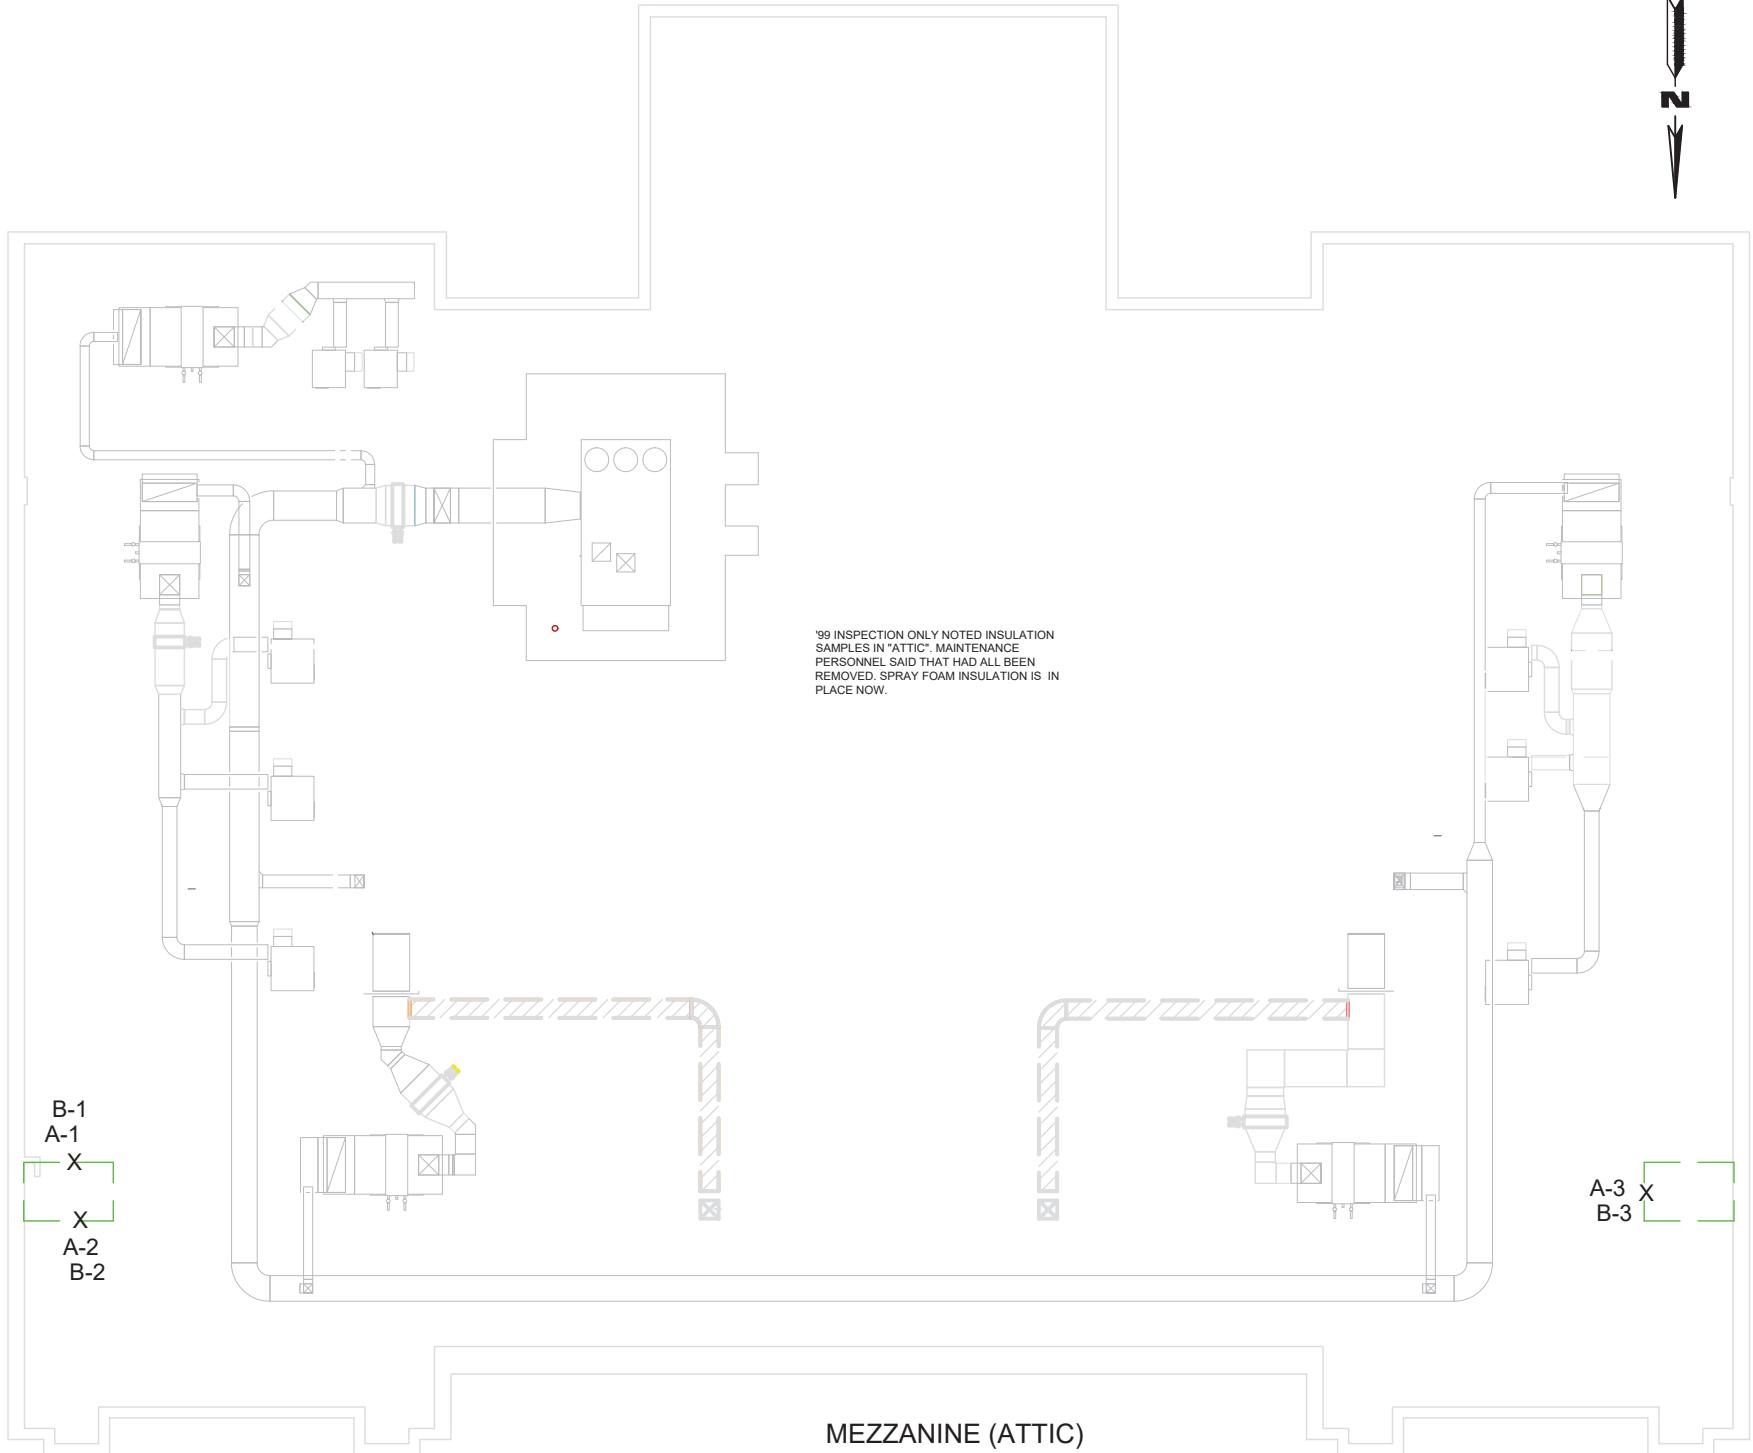 N
'99 INSPECTION ONLY NOTED INSULATION
SAMPLES IN "ATTIC". MAINTENANCE
PERSONNEL SAID THAT HAD ALL BEEN
REMOVED. SPRAY FOAM INSULATION IS IN
PLACE NOW.
B-1
A-1
X
X
A-2
B-2
A-3 X
B-3
MEZZANINE (ATTIC)